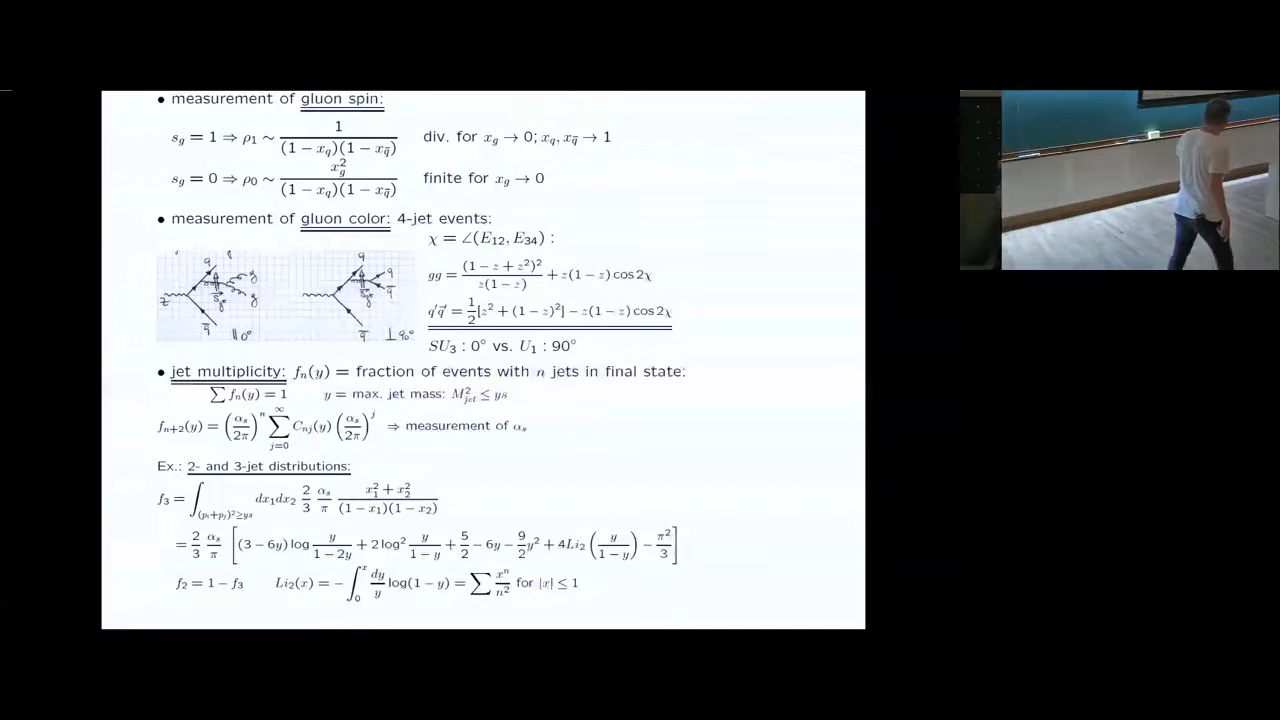 • measurement of gluon spin:
s_g = 1 ⇒ ρ_1 ∼ 1/((1 − x_q)(1 − x_q̄)) div. for x_g → 0; x_q, x_q̄ → 1
s_g = 0 ⇒ ρ_0 ∼ x_g^2/((1 − x_q)(1 − x_q̄)) finite for x_g → 0
• measurement of gluon color: 4-jet events:
χ = ∠(E_12, E_34) :
gg = (1 − z + z^2)^2/(z(1 − z)) + z(1 − z) cos 2χ
q′q̄′ = 1/2 [z^2 + (1 − z)^2] − z(1 − z) cos 2χ
SU_3 : 0° vs. U_1 : 90°
q g g Z q̄ ∥ 0°
q q q̄ q̄ ⊥ 90°
• jet multiplicity: f_n(y) = fraction of events with n jets in final state:
∑ f_n(y) = 1 y = max. jet mass: M_jet^2 ≤ ys
f_{n+2}(y) = (α_s/2π)^n ∑_{j=0}^∞ C_nj(y) (α_s/2π)^j ⇒ measurement of α_s
Ex.: 2- and 3-jet distributions:
f_3 = ∫_{(p_i+p_j)^2≥ys} dx_1dx_2 2/3 α_s/π (x_1^2 + x_2^2)/((1 − x_1)(1 − x_2))
= 2/3 α_s/π [(3 − 6y) log y/(1 − 2y) + 2 log^2 y/(1 − y) + 5/2 − 6y − 9/2 y^2 + 4Li_2 (y/(1 − y)) − π^2/3]
f_2 = 1 − f_3 Li_2(x) = − ∫_0^x dy/y log(1 − y) = ∑ x^n/n^2 for |x| ≤ 1